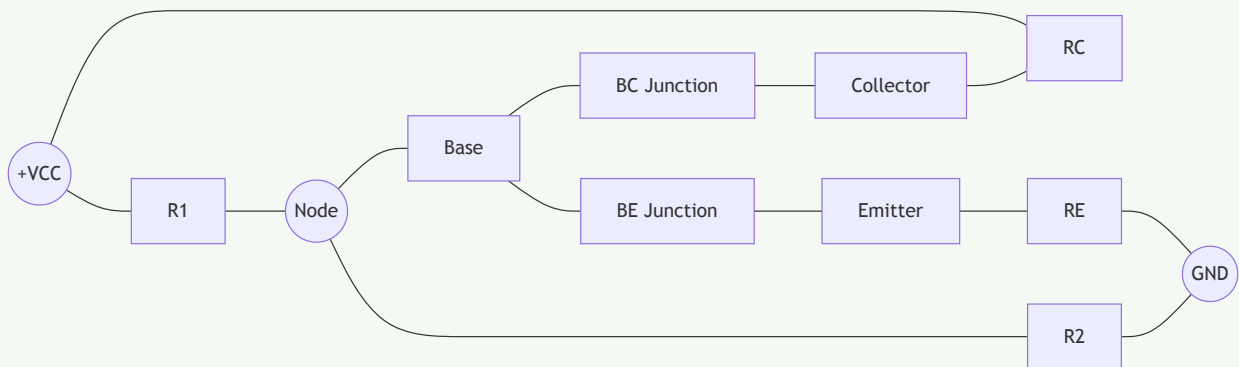 RC
BC Junction
Collector
Base
+VCC
R1
Node
BE Junction
Emitter
RE
GND
R2